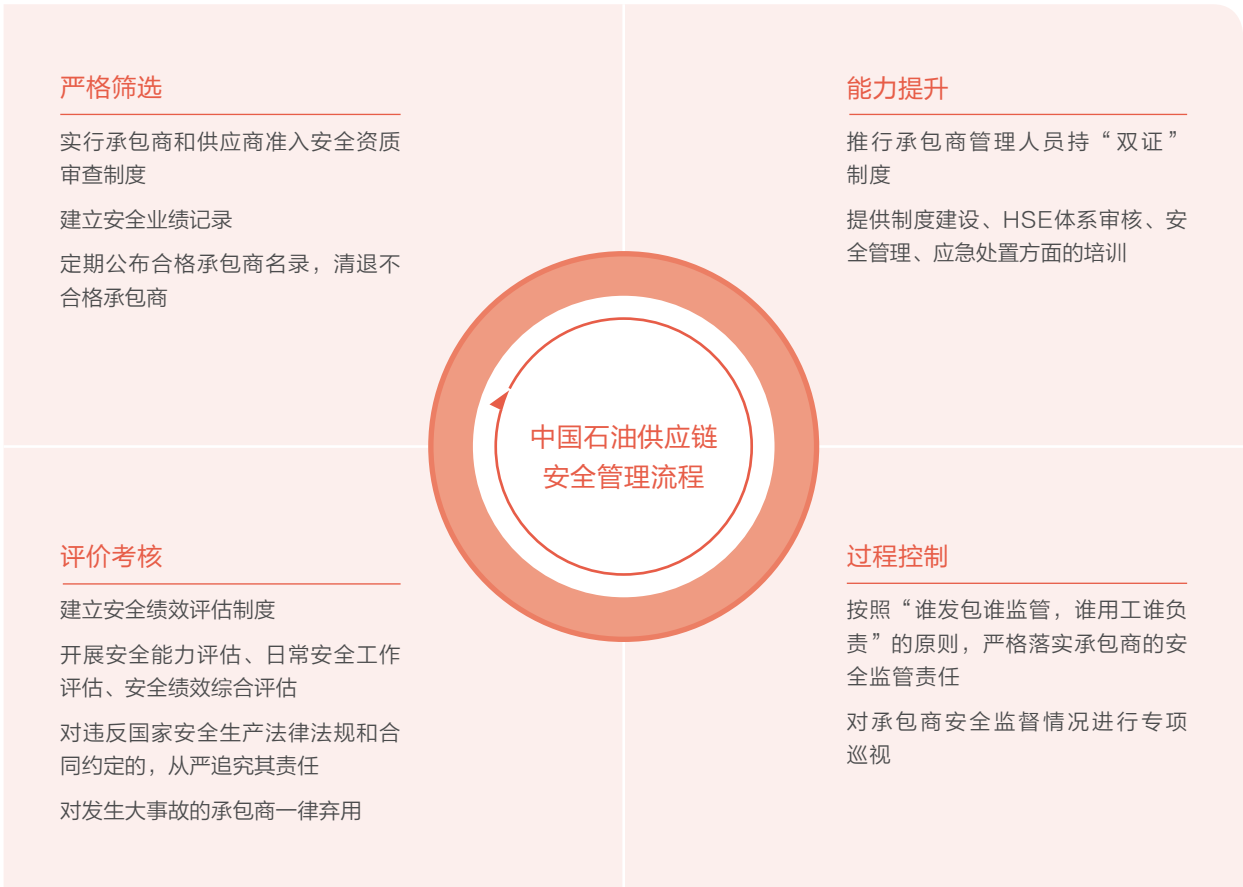 严格筛选
实行承包商和供应商准入安全资质
审查制度
建立安全业绩记录
定期公布合格承包商名录，清退不
合格承包商
能力提升
推行承包商管理人员持“双证”
制度
提供制度建设、HSE体系审核、安
全管理、应急处置方面的培训
中国石油供应链
安全管理流程
评价考核
建立安全绩效评估制度
开展安全能力评估、日常安全工作
评估、安全绩效综合评估
对违反国家安全生产法律法规和合
同约定的，从严追究其责任
对发生大事故的承包商一律弃用
过程控制
按照“谁发包谁监管，谁用工谁负
责”的原则，严格落实承包商的安
全监管责任
对承包商安全监督情况进行专项
巡视